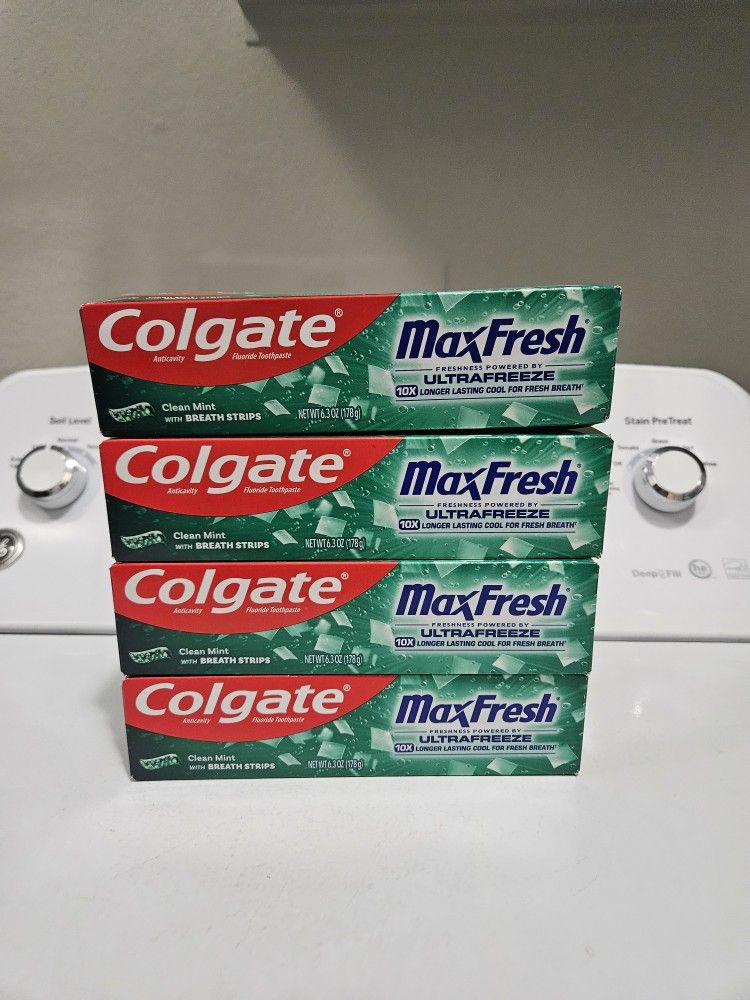 Colgate®
Anticavity Fluoride Toothpaste
Clean Mint
WITH BREATH STRIPS
NET WT 6.3 OZ (178 g)
MaxFresh®
FRESHNESS POWERED BY
ULTRAFREEZE
10X LONGER LASTING COOL FOR FRESH BREATH†
Colgate®
Anticavity Fluoride Toothpaste
Clean Mint
WITH BREATH STRIPS
NET WT 6.3 OZ (178 g)
MaxFresh®
FRESHNESS POWERED BY
ULTRAFREEZE
10X LONGER LASTING COOL FOR FRESH BREATH†
Colgate®
Anticavity Fluoride Toothpaste
Clean Mint
WITH BREATH STRIPS
NET WT 6.3 OZ (178 g)
MaxFresh®
FRESHNESS POWERED BY
ULTRAFREEZE
10X LONGER LASTING COOL FOR FRESH BREATH†
Colgate®
Anticavity Fluoride Toothpaste
Clean Mint
WITH BREATH STRIPS
NET WT 6.3 OZ (178 g)
MaxFresh®
FRESHNESS POWERED BY
ULTRAFREEZE
10X LONGER LASTING COOL FOR FRESH BREATH†
Soil Level
Normal
Stain PreTreat
Tomato
Grass
Off
Deep Fill
he